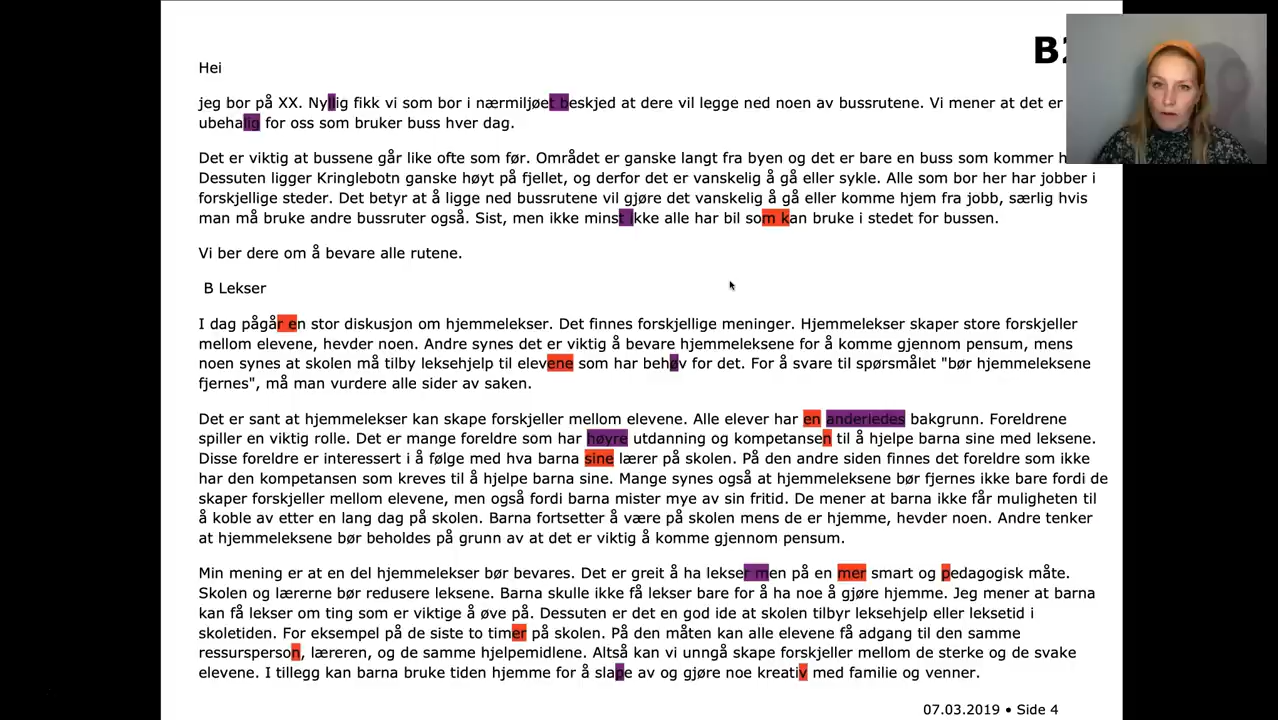 B2
Hei
jeg bor på XX. Nyllig fikk vi som bor i nærmiljøet beskjed at dere vil legge ned noen av bussrutene. Vi mener at det er
ubehalig for oss som bruker buss hver dag.
Det er viktig at bussene går like ofte som før. Området er ganske langt fra byen og det er bare en buss som kommer
Dessuten ligger Kringlebotn ganske høyt på fjellet, og derfor det er vanskelig å gå eller sykle. Alle som bor her har jobber i
forskjellige steder. Det betyr at å ligge ned bussrutene vil gjøre det vanskelig å gå eller komme hjem fra jobb, særlig hvis
man må bruke andre bussruter også. Sist, men ikke minst ikke alle har bil som kan bruke i stedet for bussen.
Vi ber dere om å bevare alle rutene.
B Lekser
I dag pågår en stor diskusjon om hjemmelekser. Det finnes forskjellige meninger. Hjemmelekser skaper store forskjeller
mellom elevene, hevder noen. Andre synes det er viktig å bevare hjemmeleksene for å komme gjennom pensum, mens
noen synes at skolen må tilby leksehjelp til elevene som har behøv for det. For å svare til spørsmålet "bør hjemmeleksene
fjernes", må man vurdere alle sider av saken.
Det er sant at hjemmelekser kan skape forskjeller mellom elevene. Alle elever har en anderiedes bakgrunn. Foreldrene
spiller en viktig rolle. Det er mange foreldre som har høyre utdanning og kompetansen til å hjelpe barna sine med leksene.
Disse foreldre er interessert i å følge med hva barna sine lærer på skolen. På den andre siden finnes det foreldre som ikke
har den kompetansen som kreves til å hjelpe barna sine. Mange synes også at hjemmeleksene bør fjernes ikke bare fordi de
skaper forskjeller mellom elevene, men også fordi barna mister mye av sin fritid. De mener at barna ikke får muligheten til
å koble av etter en lang dag på skolen. Barna fortsetter å være på skolen mens de er hjemme, hevder noen. Andre tenker
at hjemmeleksene bør beholdes på grunn av at det er viktig å komme gjennom pensum.
Min mening er at en del hjemmelekser bør bevares. Det er greit å ha lekser men på en mer smart og pedagogisk måte.
Skolen og lærerne bør redusere leksene. Barna skulle ikke få lekser bare for å ha noe å gjøre hjemme. Jeg mener at barna
kan få lekser om ting som er viktige å øve på. Dessuten er det en god ide at skolen tilbyr leksehjelp eller leksetid i
skoletiden. For eksempel på de siste to timer på skolen. På den måten kan alle elevene få adgang til den samme
ressursperson, læreren, og de samme hjelpemidlene. Altså kan vi unngå skape forskjeller mellom de sterke og de svake
elevene. I tillegg kan barna bruke tiden hjemme for å slape av og gjøre noe kreativ med familie og venner.
07.03.2019 • Side 4